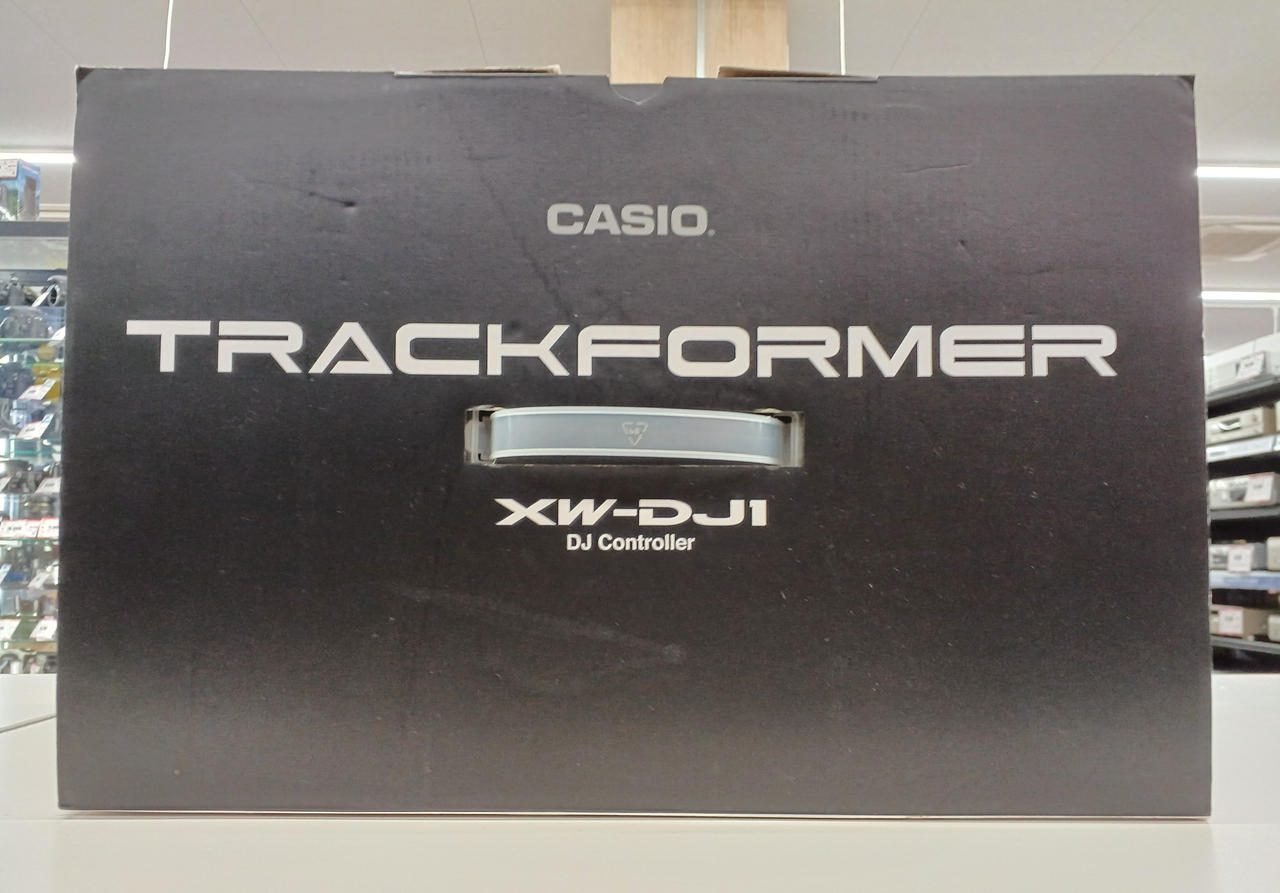 CASIO
TRACKFORMER
XW-DJ1
DJ Controller